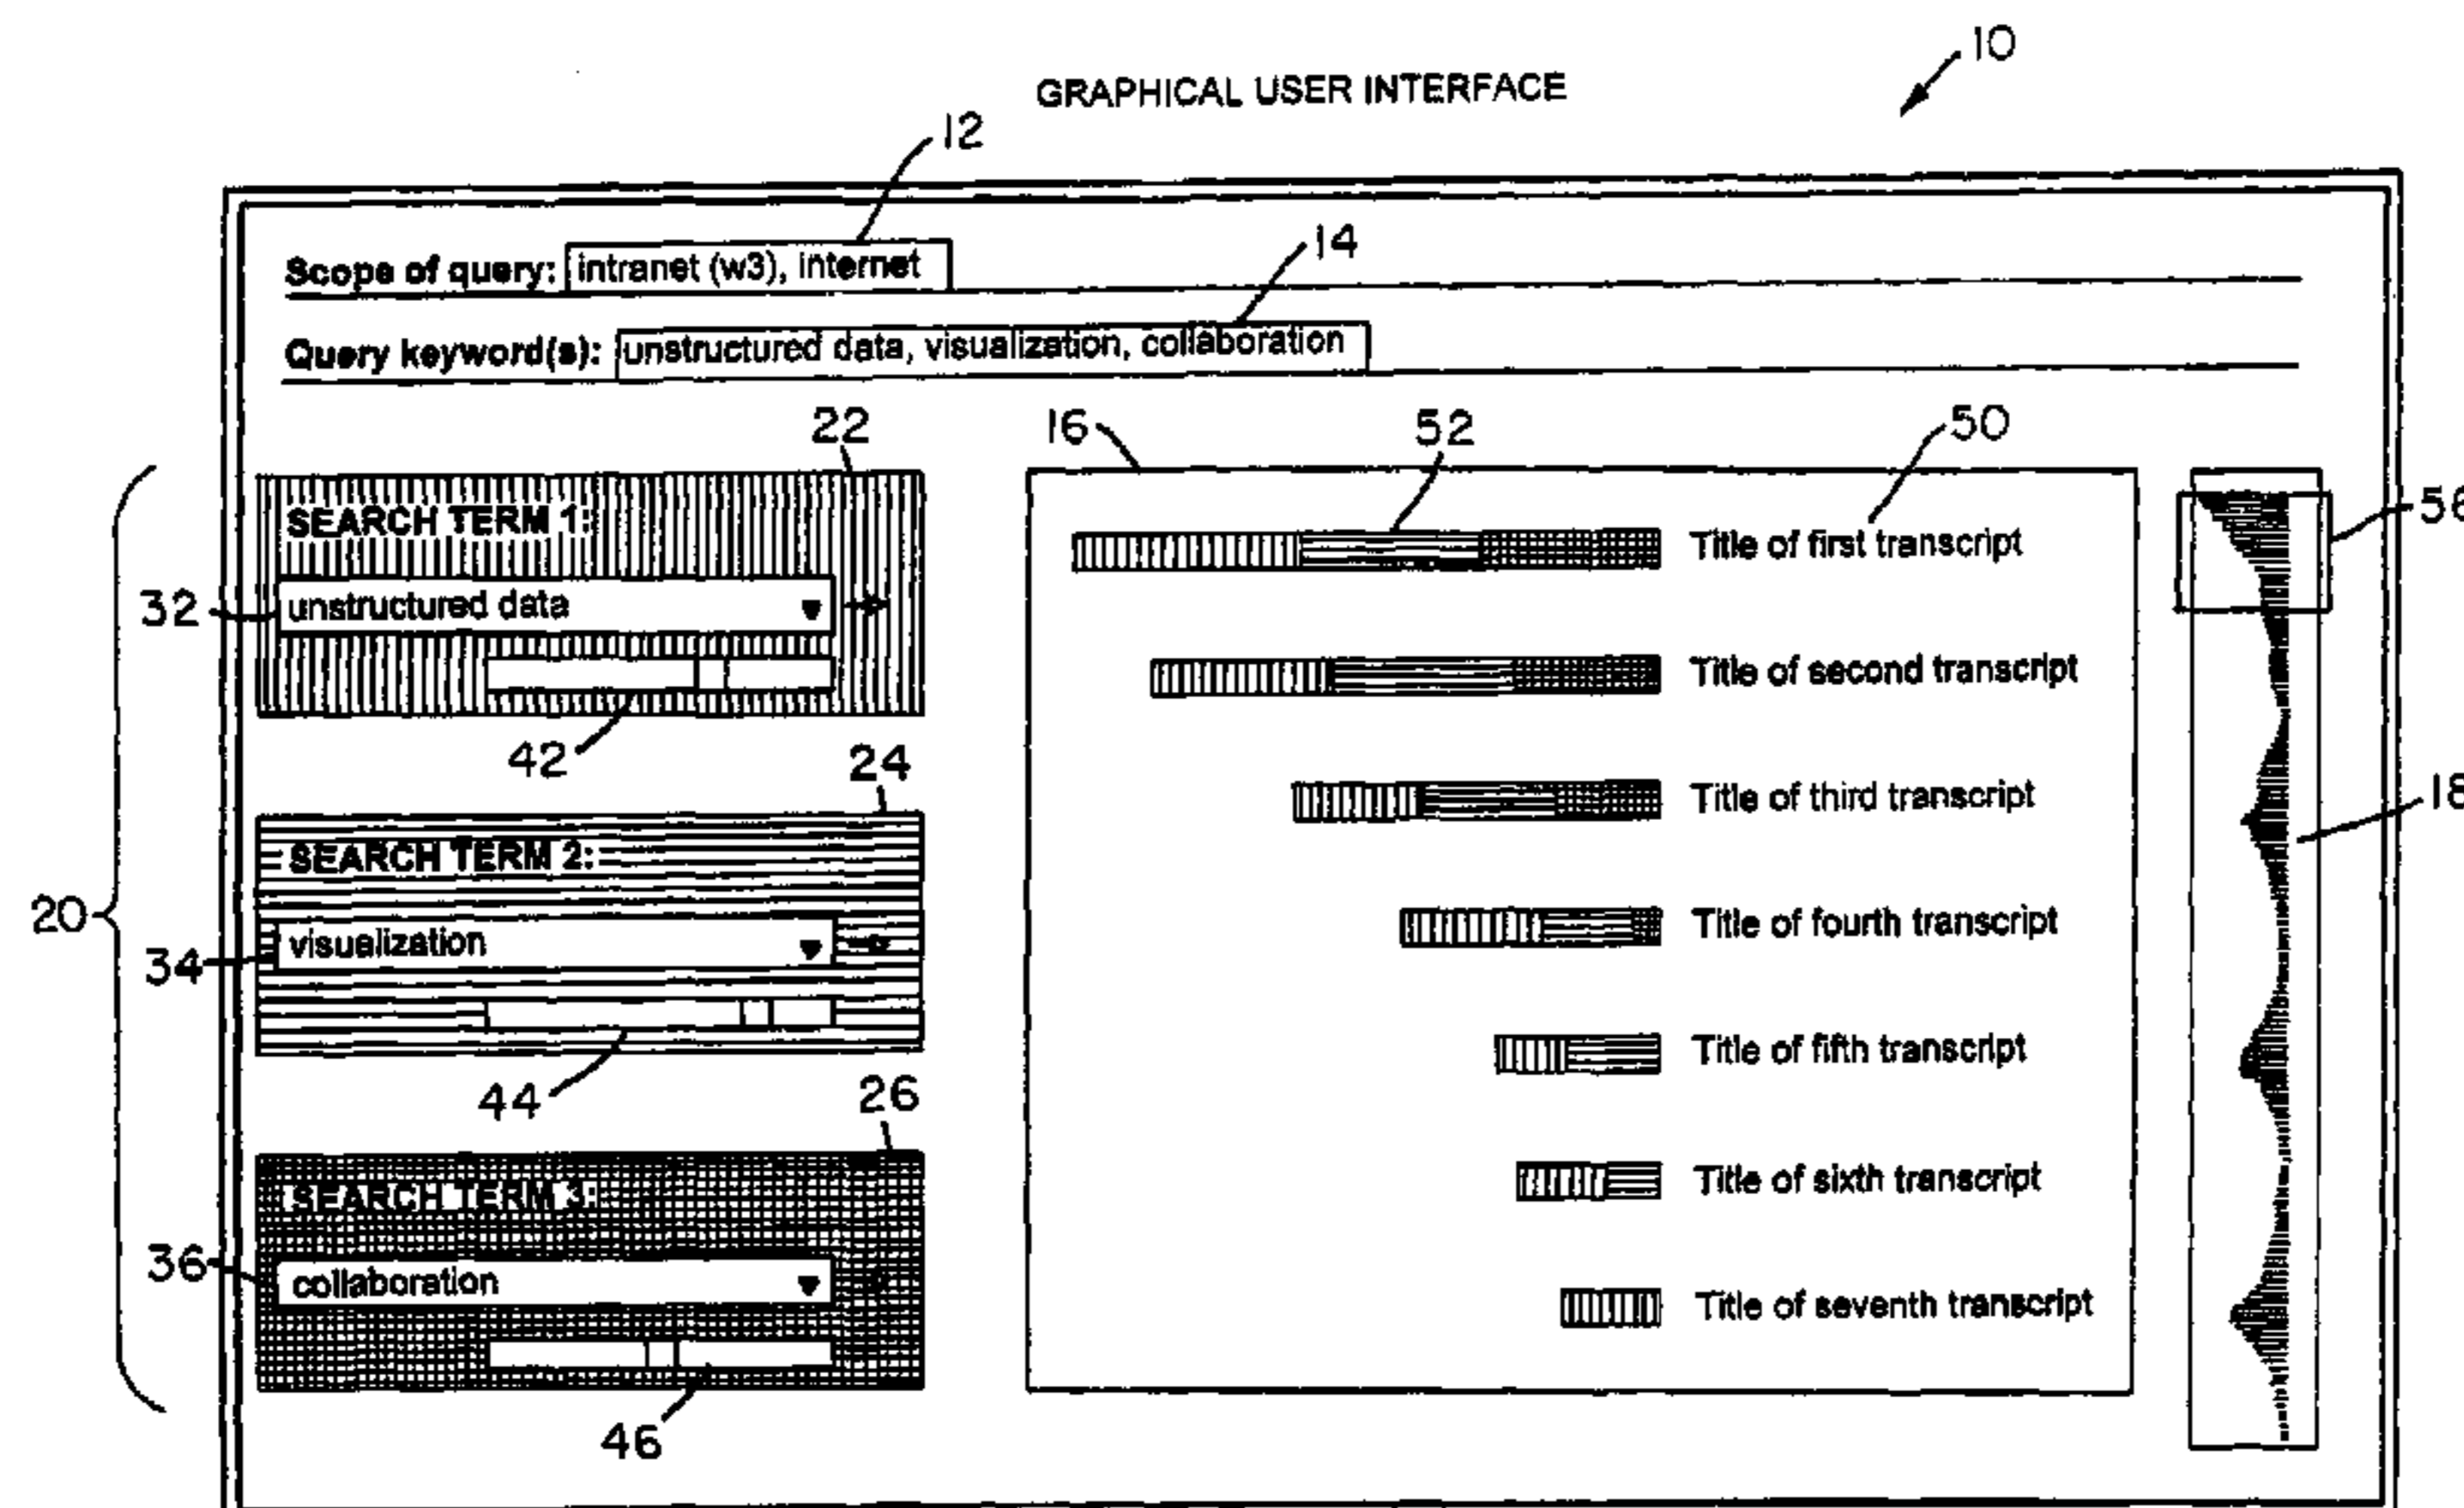 10
GRAPHICAL USER INTERFACE
12
Scope of query: intranet (w3), internet
14
Query keyword(s): unstructured data, visualization, collaboration
22
16
52
50
SEARCH TERM 1:
58
Title of first transcript
32
unstructured data
Title of second transcript
42
24
Title of third transcript
18
SEARCH TERM 2:
20
Title of fourth transcript
34
visualization
Title of fifth transcript
44
26
SEARCH TERM 3:
Title of sixth transcript
36
collaboration
Title of seventh transcript
46